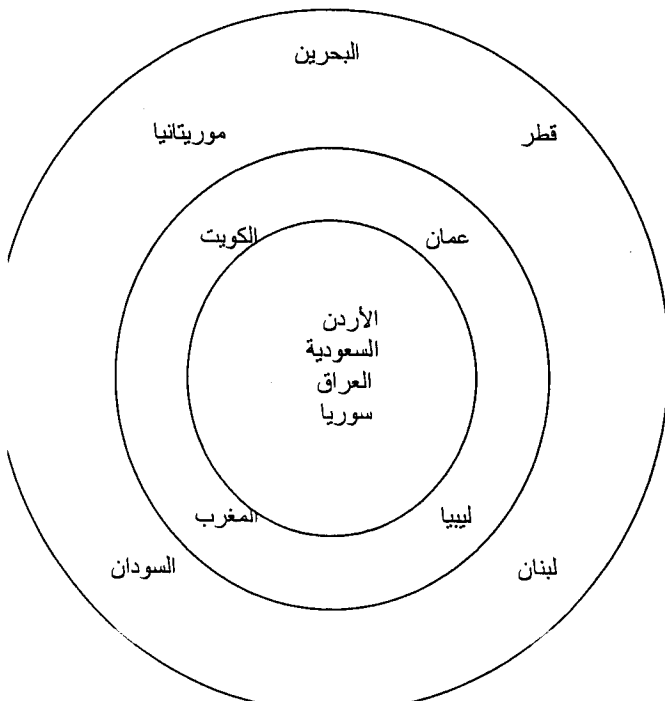 البحرين
قطر
موريتانيا
عمان
الكويت
الأردن
السعودية
العراق
سوريا
ليبيا
المغرب
لبنان
السودان